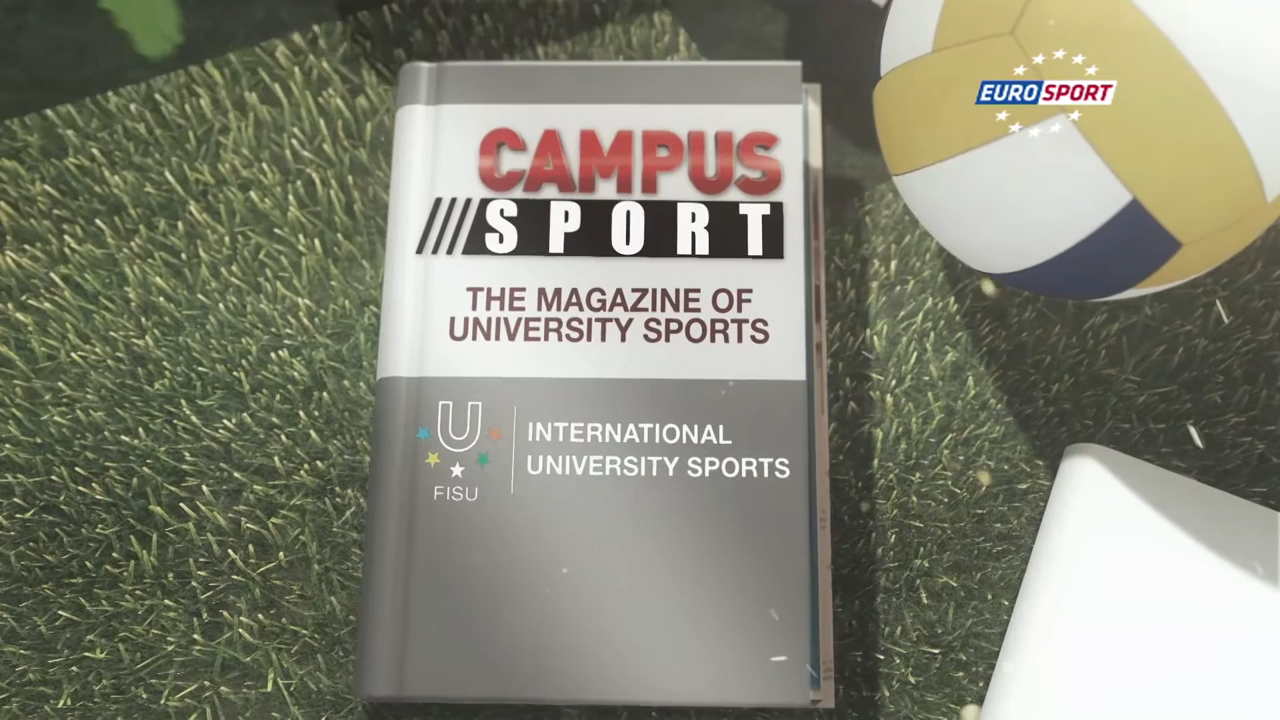 EUROSPORT
CAMPUS
SPORT
THE MAGAZINE OF
UNIVERSITY SPORTS
INTERNATIONAL
UNIVERSITY SPORTS
U
FISU